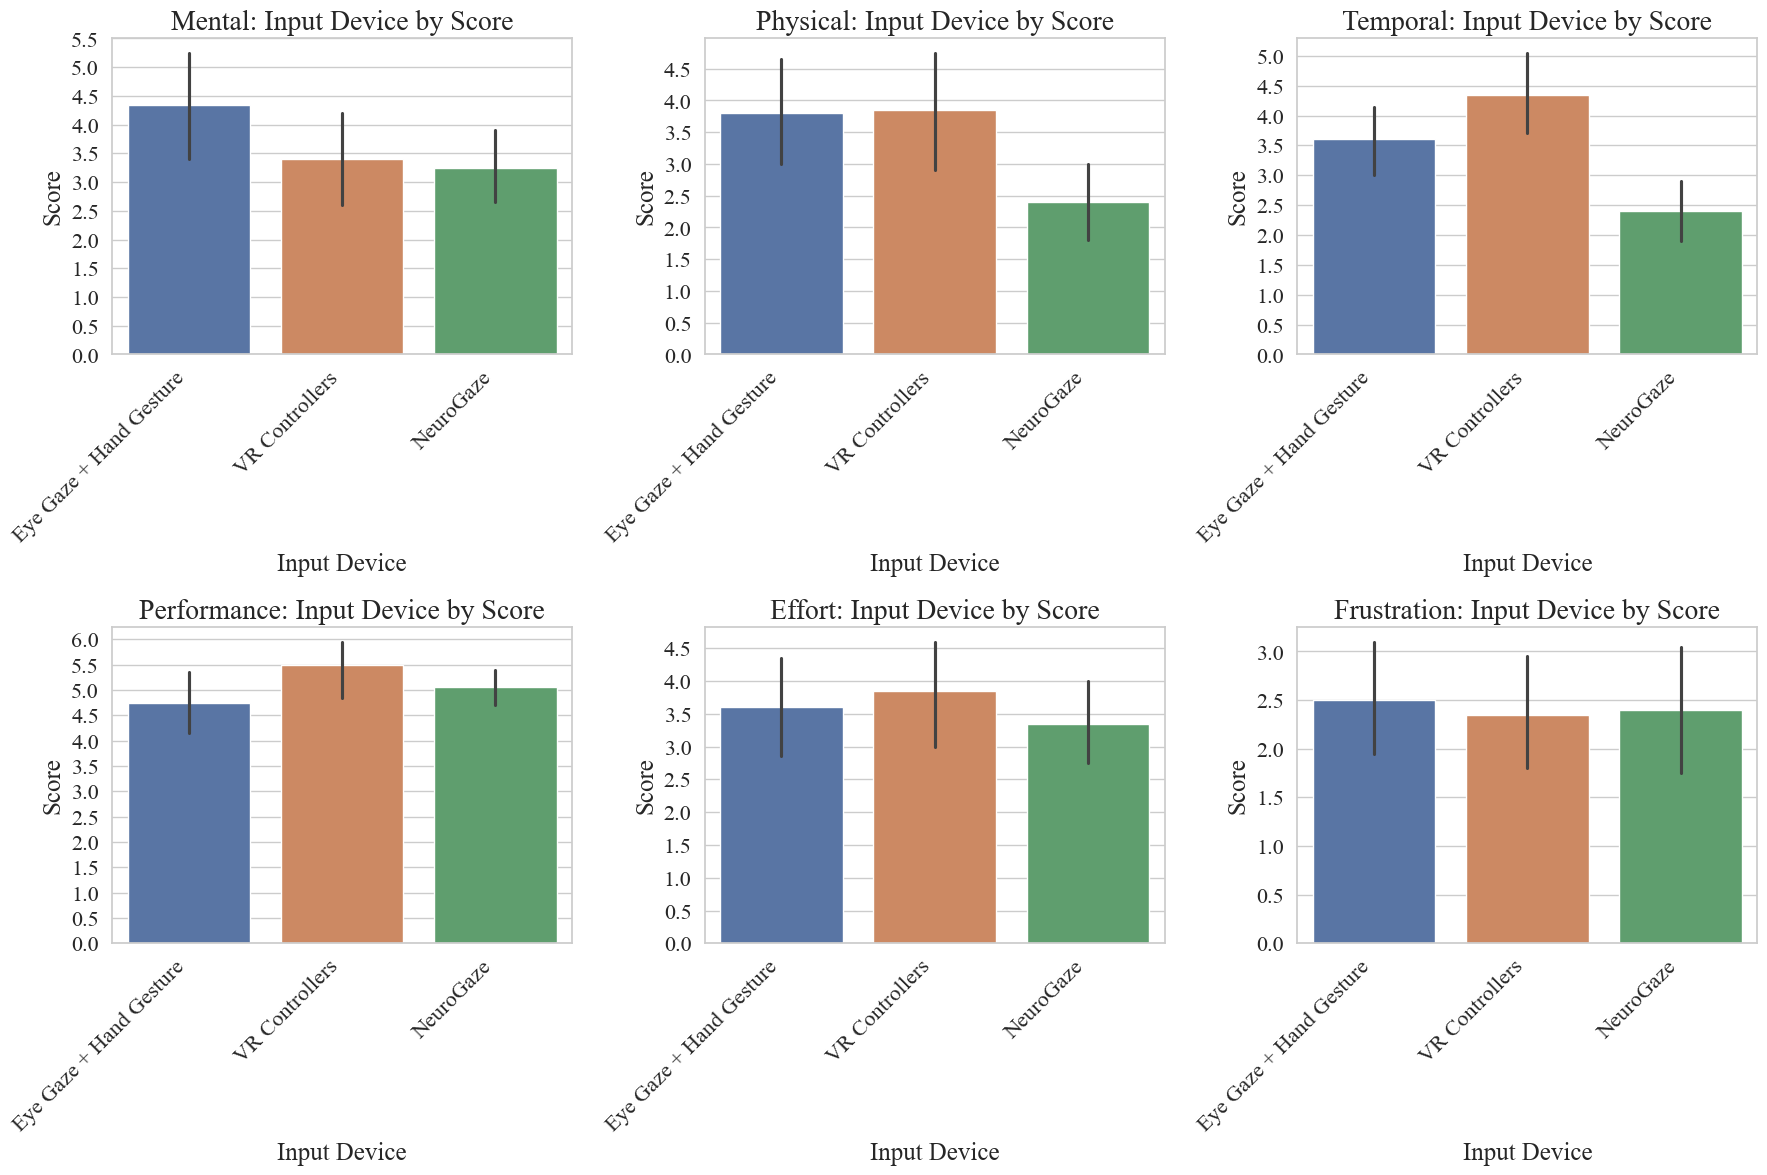 Mental: Input Device by Score
5.5
5.0
4.5
4.0
3.5
3.0
2.5
2.0
1.5
1.0
0.5
0.0
Score
Eye Gaze + Hand Gesture
VR Controllers
NeuroGaze
Input Device
Physical: Input Device by Score
4.5
4.0
3.5
3.0
2.5
2.0
1.5
1.0
0.5
0.0
Score
Eye Gaze + Hand Gesture
VR Controllers
NeuroGaze
Input Device
Temporal: Input Device by Score
5.0
4.5
4.0
3.5
3.0
2.5
2.0
1.5
1.0
0.5
0.0
Score
Eye Gaze + Hand Gesture
VR Controllers
NeuroGaze
Input Device
Performance: Input Device by Score
6.0
5.5
5.0
4.5
4.0
3.5
3.0
2.5
2.0
1.5
1.0
0.5
0.0
Score
Eye Gaze + Hand Gesture
VR Controllers
NeuroGaze
Input Device
Effort: Input Device by Score
4.5
4.0
3.5
3.0
2.5
2.0
1.5
1.0
0.5
0.0
Score
Eye Gaze + Hand Gesture
VR Controllers
NeuroGaze
Input Device
Frustration: Input Device by Score
3.0
2.5
2.0
1.5
1.0
0.5
0.0
Score
Eye Gaze + Hand Gesture
VR Controllers
NeuroGaze
Input Device